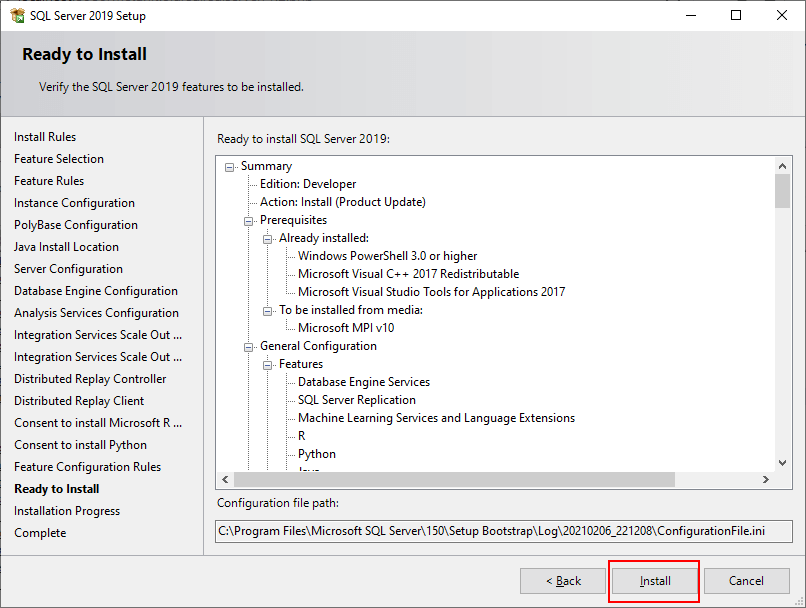 SQL Server 2019 Setup
Ready to Install
Verify the SQL Server 2019 features to be installed.
Install Rules
Feature Selection
Feature Rules
Instance Configuration
PolyBase Configuration
Java Install Location
Server Configuration
Database Engine Configuration
Analysis Services Configuration
Integration Services Scale Out ...
Integration Services Scale Out ...
Distributed Replay Controller
Distributed Replay Client
Consent to install Microsoft R ...
Consent to install Python
Feature Configuration Rules
Ready to Install
Installation Progress
Complete
Ready to install SQL Server 2019:
Summary
Edition: Developer
Action: Install (Product Update)
Prerequisites
Already installed:
Windows PowerShell 3.0 or higher
Microsoft Visual C++ 2017 Redistributable
Microsoft Visual Studio Tools for Applications 2017
To be installed from media:
Microsoft MPI v10
General Configuration
Features
Database Engine Services
SQL Server Replication
Machine Learning Services and Language Extensions
R
Python
Java
Configuration file path:
C:\Program Files\Microsoft SQL Server\150\Setup Bootstrap\Log\20210206_221208\ConfigurationFile.ini
< Back
Install
Cancel